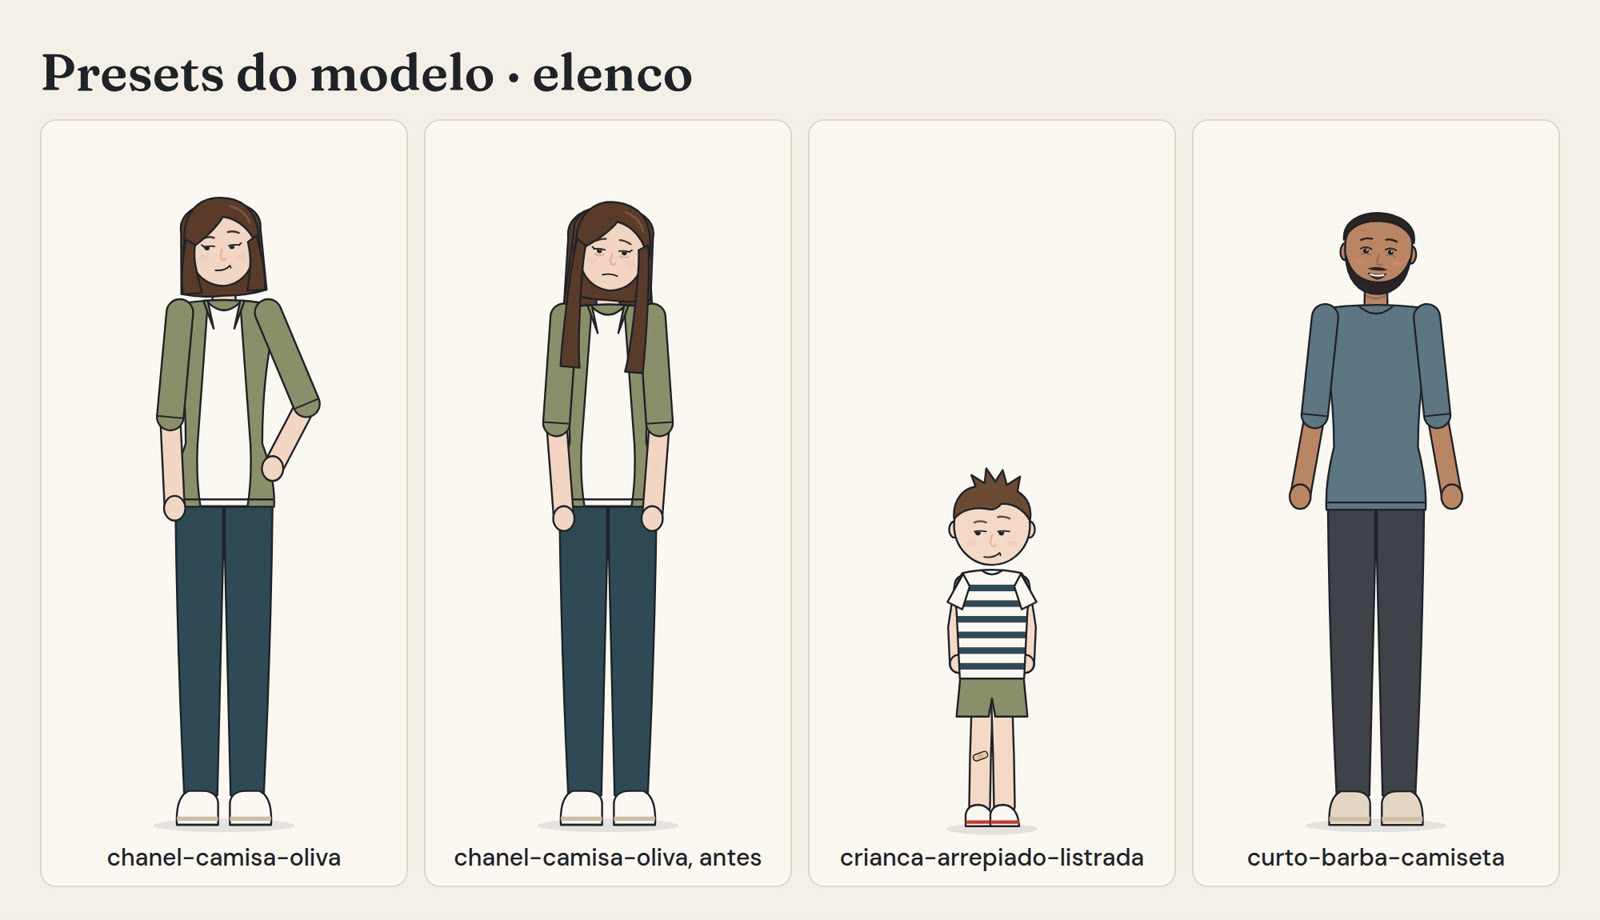 Presets do modelo · elenco
chanel-camisa-oliva
chanel-camisa-oliva, antes
crianca-arrepiado-listrada
curto-barba-camiseta